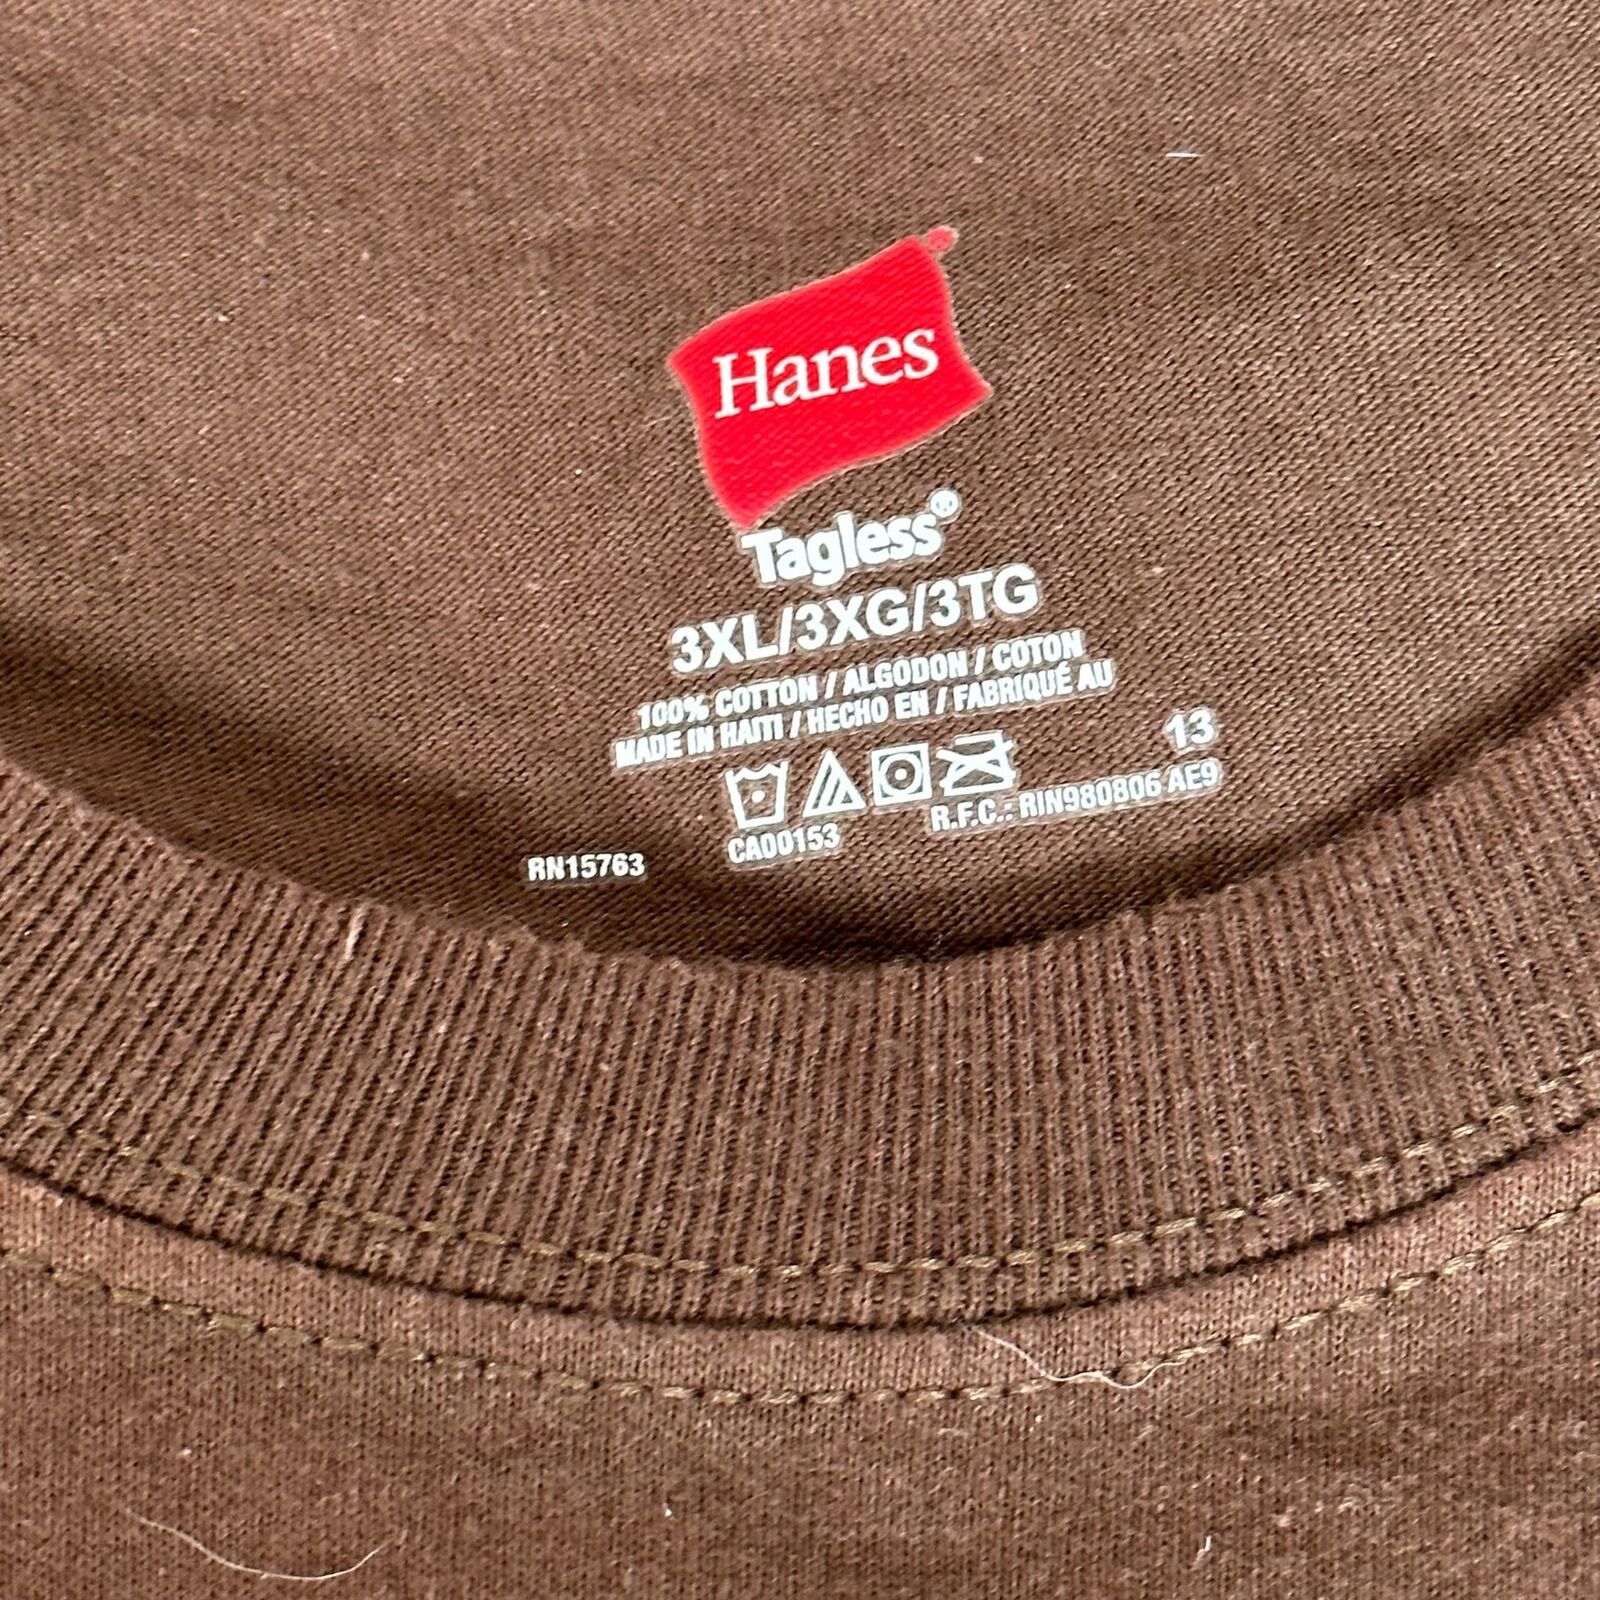 Hanes®
Tagless®
3XL/3XG/3TG
100% COTTON / ALGODON / COTON
MADE IN HAITI / HECHO EN / FABRIQUÉ AU
13
RN15763
CA00153
R.F.C.: RIN980806 AE9